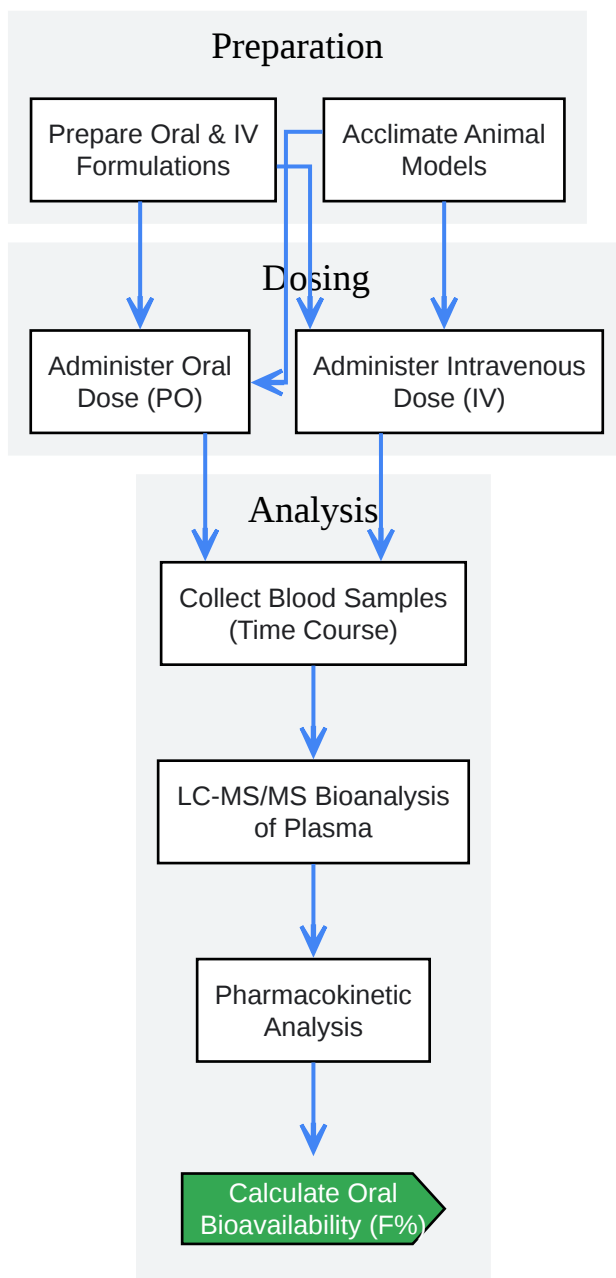 Preparation
Prepare Oral & IV
Formulations
Acclimate Animal
Models
Dosing
Administer Oral
Dose (PO)
Administer Intravenous
Dose (IV)
Analysis
Collect Blood Samples
(Time Course)
LC-MS/MS Bioanalysis
of Plasma
Pharmacokinetic
Analysis
Calculate Oral
Bioavailability (F%)